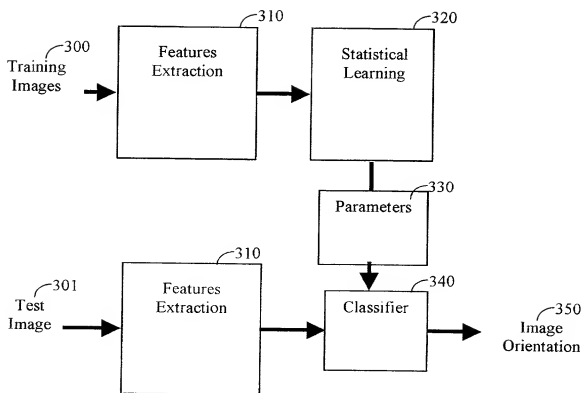 310
320
300
Training
Images
Features
Extraction
Statistical
Learning
330
Parameters
310
340
301
Test
Image
Features
Extraction
Classifier
350
Image
Orientation